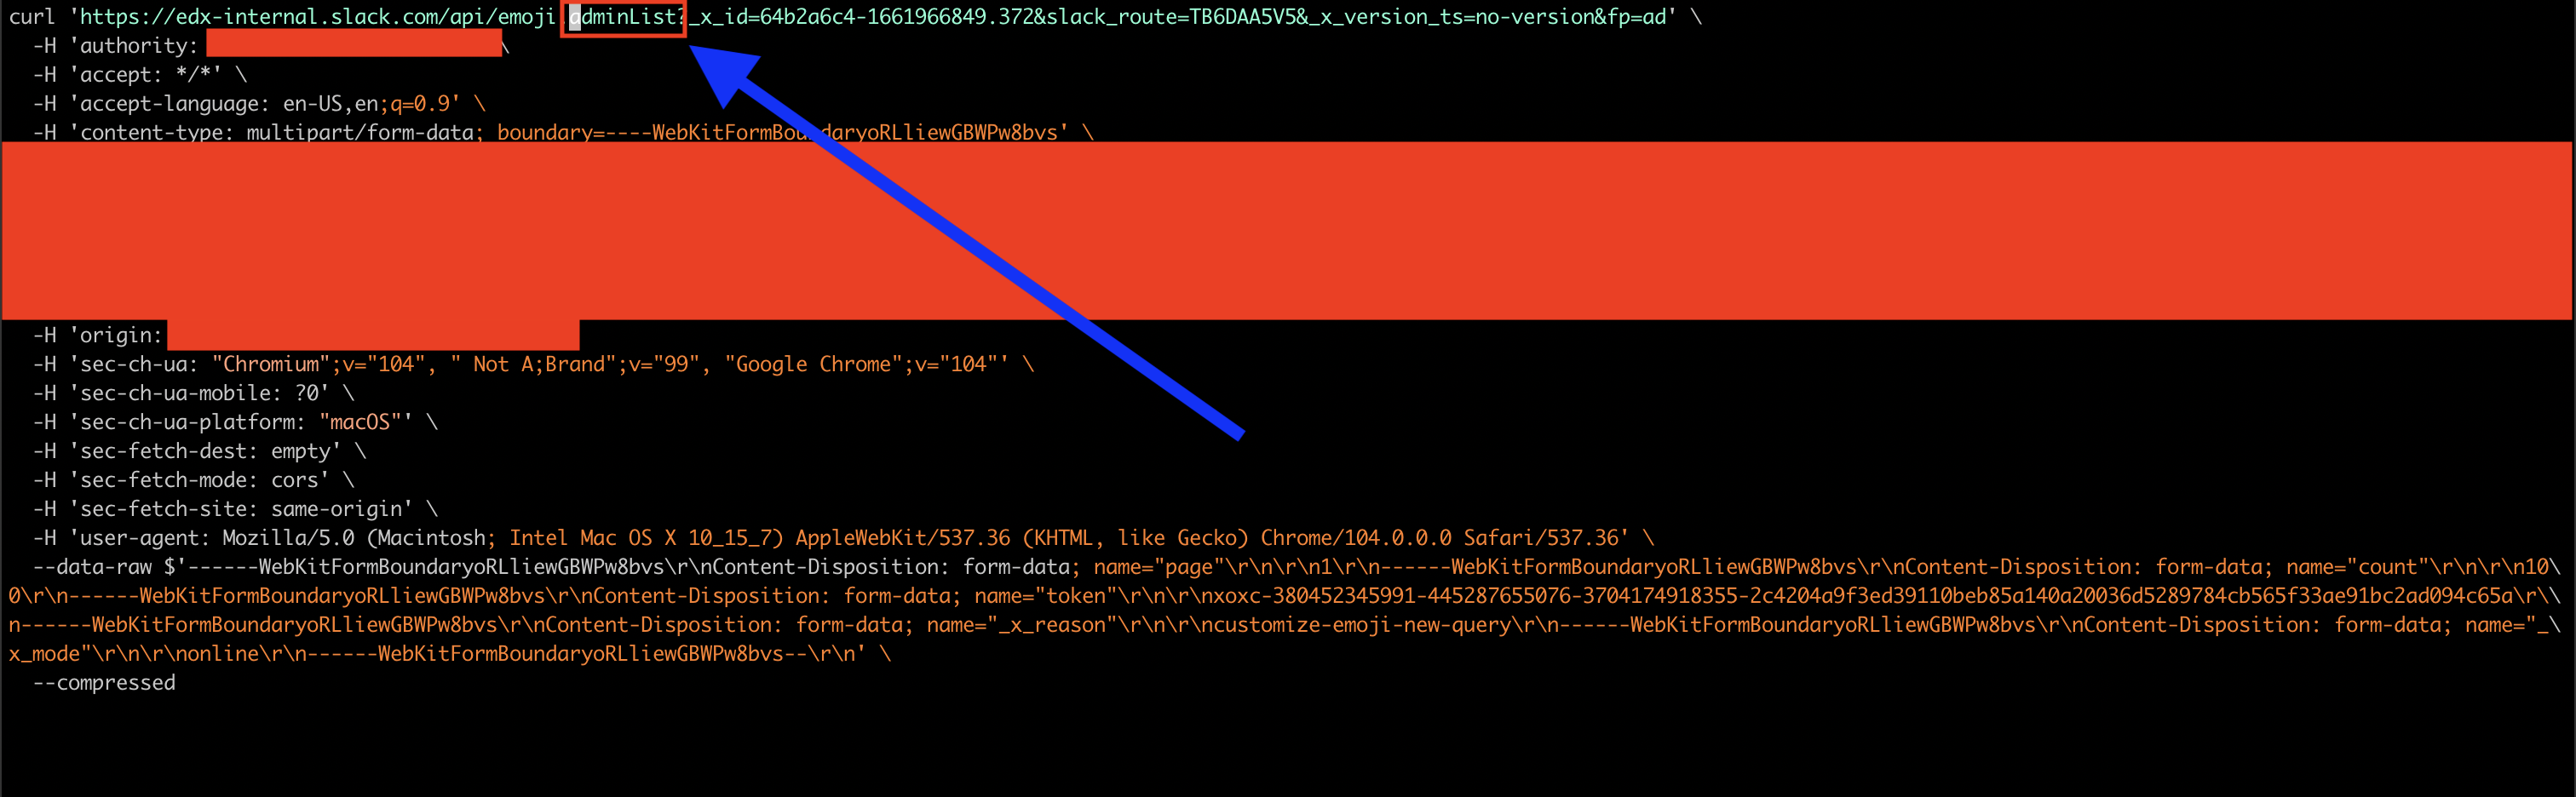 curl 'https://edx-internal.slack.com/api/emoji.adminList?_x_id=64b2a6c4-1661966849.372&slack_route=TB6DAA5V5&_x_version_ts=no-version&fp=ad' \
-H 'authority: \
-H 'accept: */*' \
-H 'accept-language: en-US,en;q=0.9' \
-H 'content-type: multipart/form-data; boundary=----WebKitFormBoundaryoRLliewGBWPw8bvs' \
-H 'origin:
-H 'sec-ch-ua: "Chromium";v="104", " Not A;Brand";v="99", "Google Chrome";v="104"' \
-H 'sec-ch-ua-mobile: ?0' \
-H 'sec-ch-ua-platform: "macOS"' \
-H 'sec-fetch-dest: empty' \
-H 'sec-fetch-mode: cors' \
-H 'sec-fetch-site: same-origin' \
-H 'user-agent: Mozilla/5.0 (Macintosh; Intel Mac OS X 10_15_7) AppleWebKit/537.36 (KHTML, like Gecko) Chrome/104.0.0.0 Safari/537.36' \
--data-raw $'------WebKitFormBoundaryoRLliewGBWPw8bvs\r\nContent-Disposition: form-data; name="page"\r\n\r\n1\r\n------WebKitFormBoundaryoRLliewGBWPw8bvs\r\nContent-Disposition: form-data; name="count"\r\n\r\n10\
0\r\n------WebKitFormBoundaryoRLliewGBWPw8bvs\r\nContent-Disposition: form-data; name="token"\r\n\r\nxoxc-380452345991-445287655076-3704174918355-2c4204a9f3ed39110beb85a140a20036d5289784cb565f33ae91bc2ad094c65a\r\\
n------WebKitFormBoundaryoRLliewGBWPw8bvs\r\nContent-Disposition: form-data; name="_x_reason"\r\n\r\ncustomize-emoji-new-query\r\n------WebKitFormBoundaryoRLliewGBWPw8bvs\r\nContent-Disposition: form-data; name="_\
x_mode"\r\n\r\nonline\r\n------WebKitFormBoundaryoRLliewGBWPw8bvs--\r\n' \
--compressed